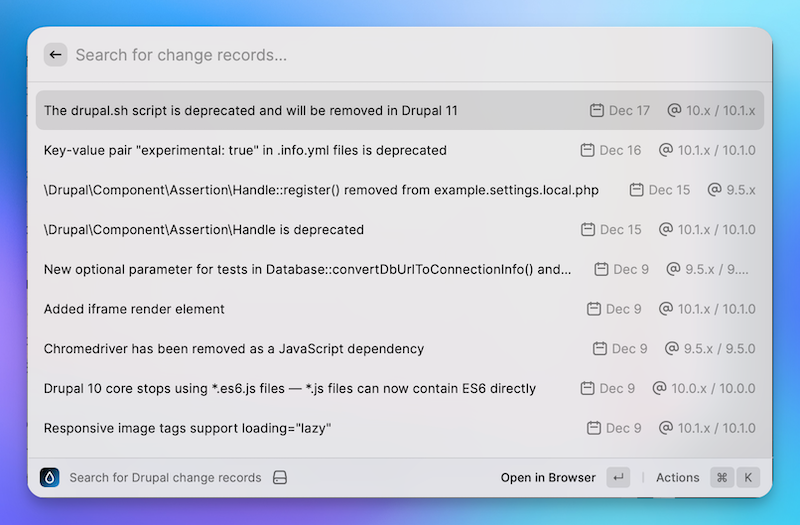 Search for change records...
The drupal.sh script is deprecated and will be removed in Drupal 11 Dec 17 @ 10.x / 10.1.x
Key-value pair "experimental: true" in .info.yml files is deprecated Dec 16 @ 10.1.x / 10.1.0
\Drupal\Component\Assertion\Handle::register() removed from example.settings.local.php Dec 15 @ 9.5.x
\Drupal\Component\Assertion\Handle is deprecated Dec 15 @ 10.1.x / 10.1.0
New optional parameter for tests in Database::convertDbUrlToConnectionInfo() and... Dec 9 @ 9.5.x / 9....
Added iframe render element Dec 9 @ 10.1.x / 10.1.0
Chromedriver has been removed as a JavaScript dependency Dec 9 @ 9.5.x / 9.5.0
Drupal 10 core stops using *.es6.js files — *.js files can now contain ES6 directly Dec 9 @ 10.0.x / 10.0.0
Responsive image tags support loading="lazy" Dec 9 @ 10.1.x / 10.1.0
Search for Drupal change records Open in Browser ↵ | Actions ⌘ K